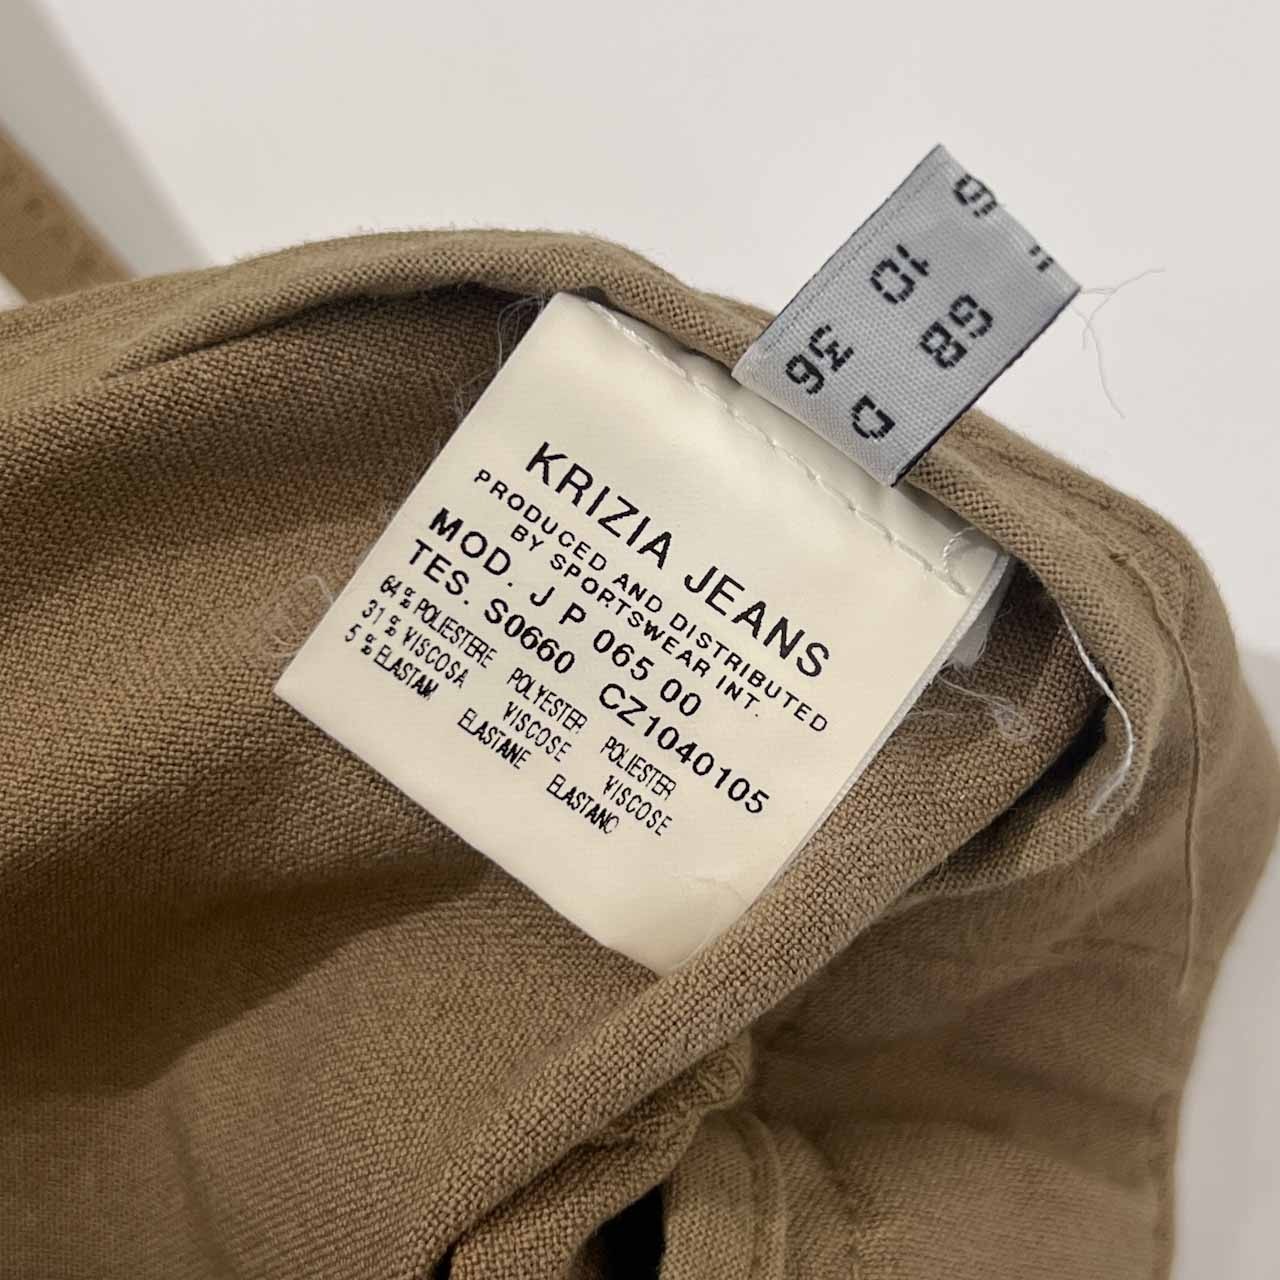 10
36
68
D
KRIZIA JEANS
PRODUCED AND DISTRIBUTED
BY SPORTSWEAR INT.
MOD. J P 065 00
TES. S0660 CZ1040105
64% POLIESTERE POLYESTER POLIESTER
31% VISCOSA VISCOSE VISCOSE
5% ELASTAM ELASTANE ELASTANO